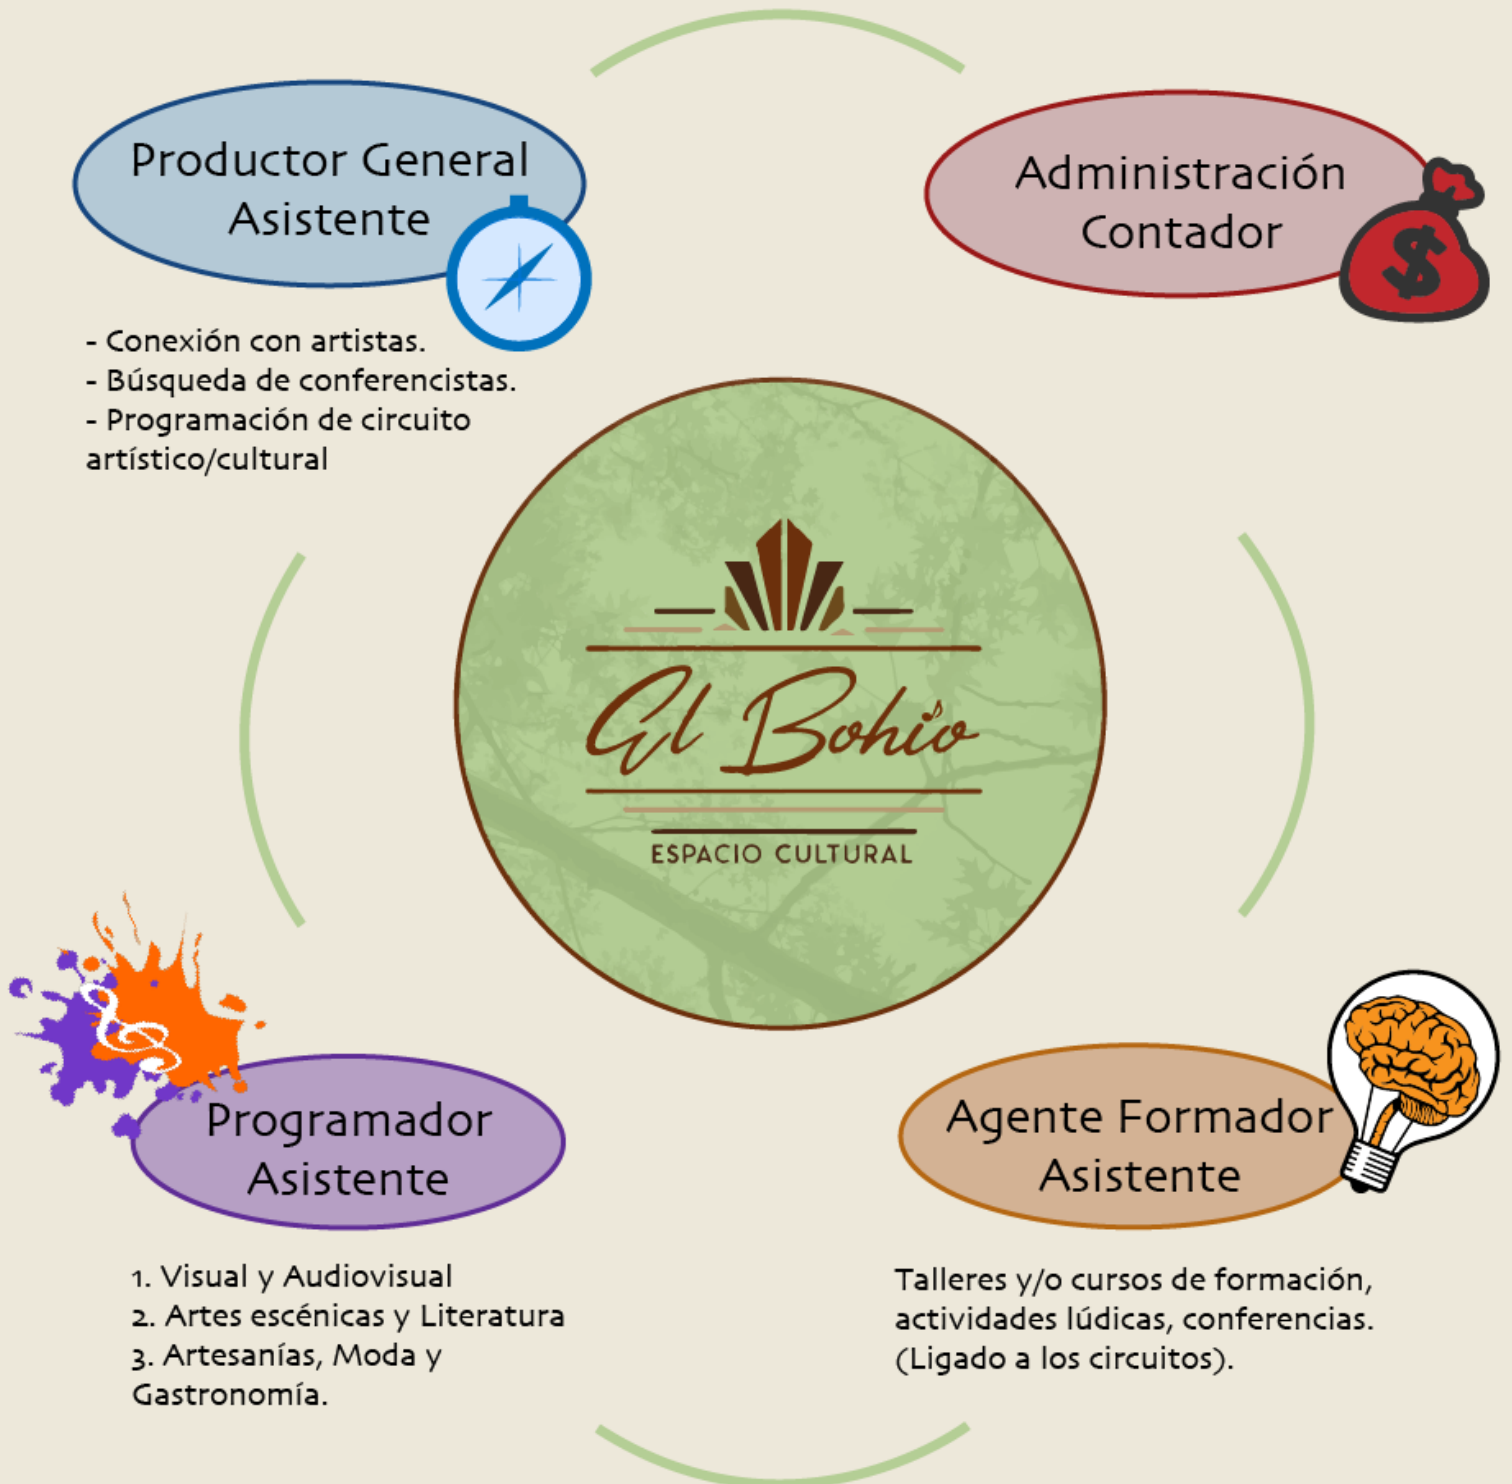 Productor General
Asistente
- Conexión con artistas.
- Búsqueda de conferencistas.
- Programación de circuito
artístico/cultural
Administración
Contador
$
El Bohío
ESPACIO CULTURAL
Programador
Asistente
1. Visual y Audiovisual
2. Artes escénicas y Literatura
3. Artesanías, Moda y
Gastronomía.
Agente Formador
Asistente
Talleres y/o cursos de formación,
actividades lúdicas, conferencias.
(Ligado a los circuitos).